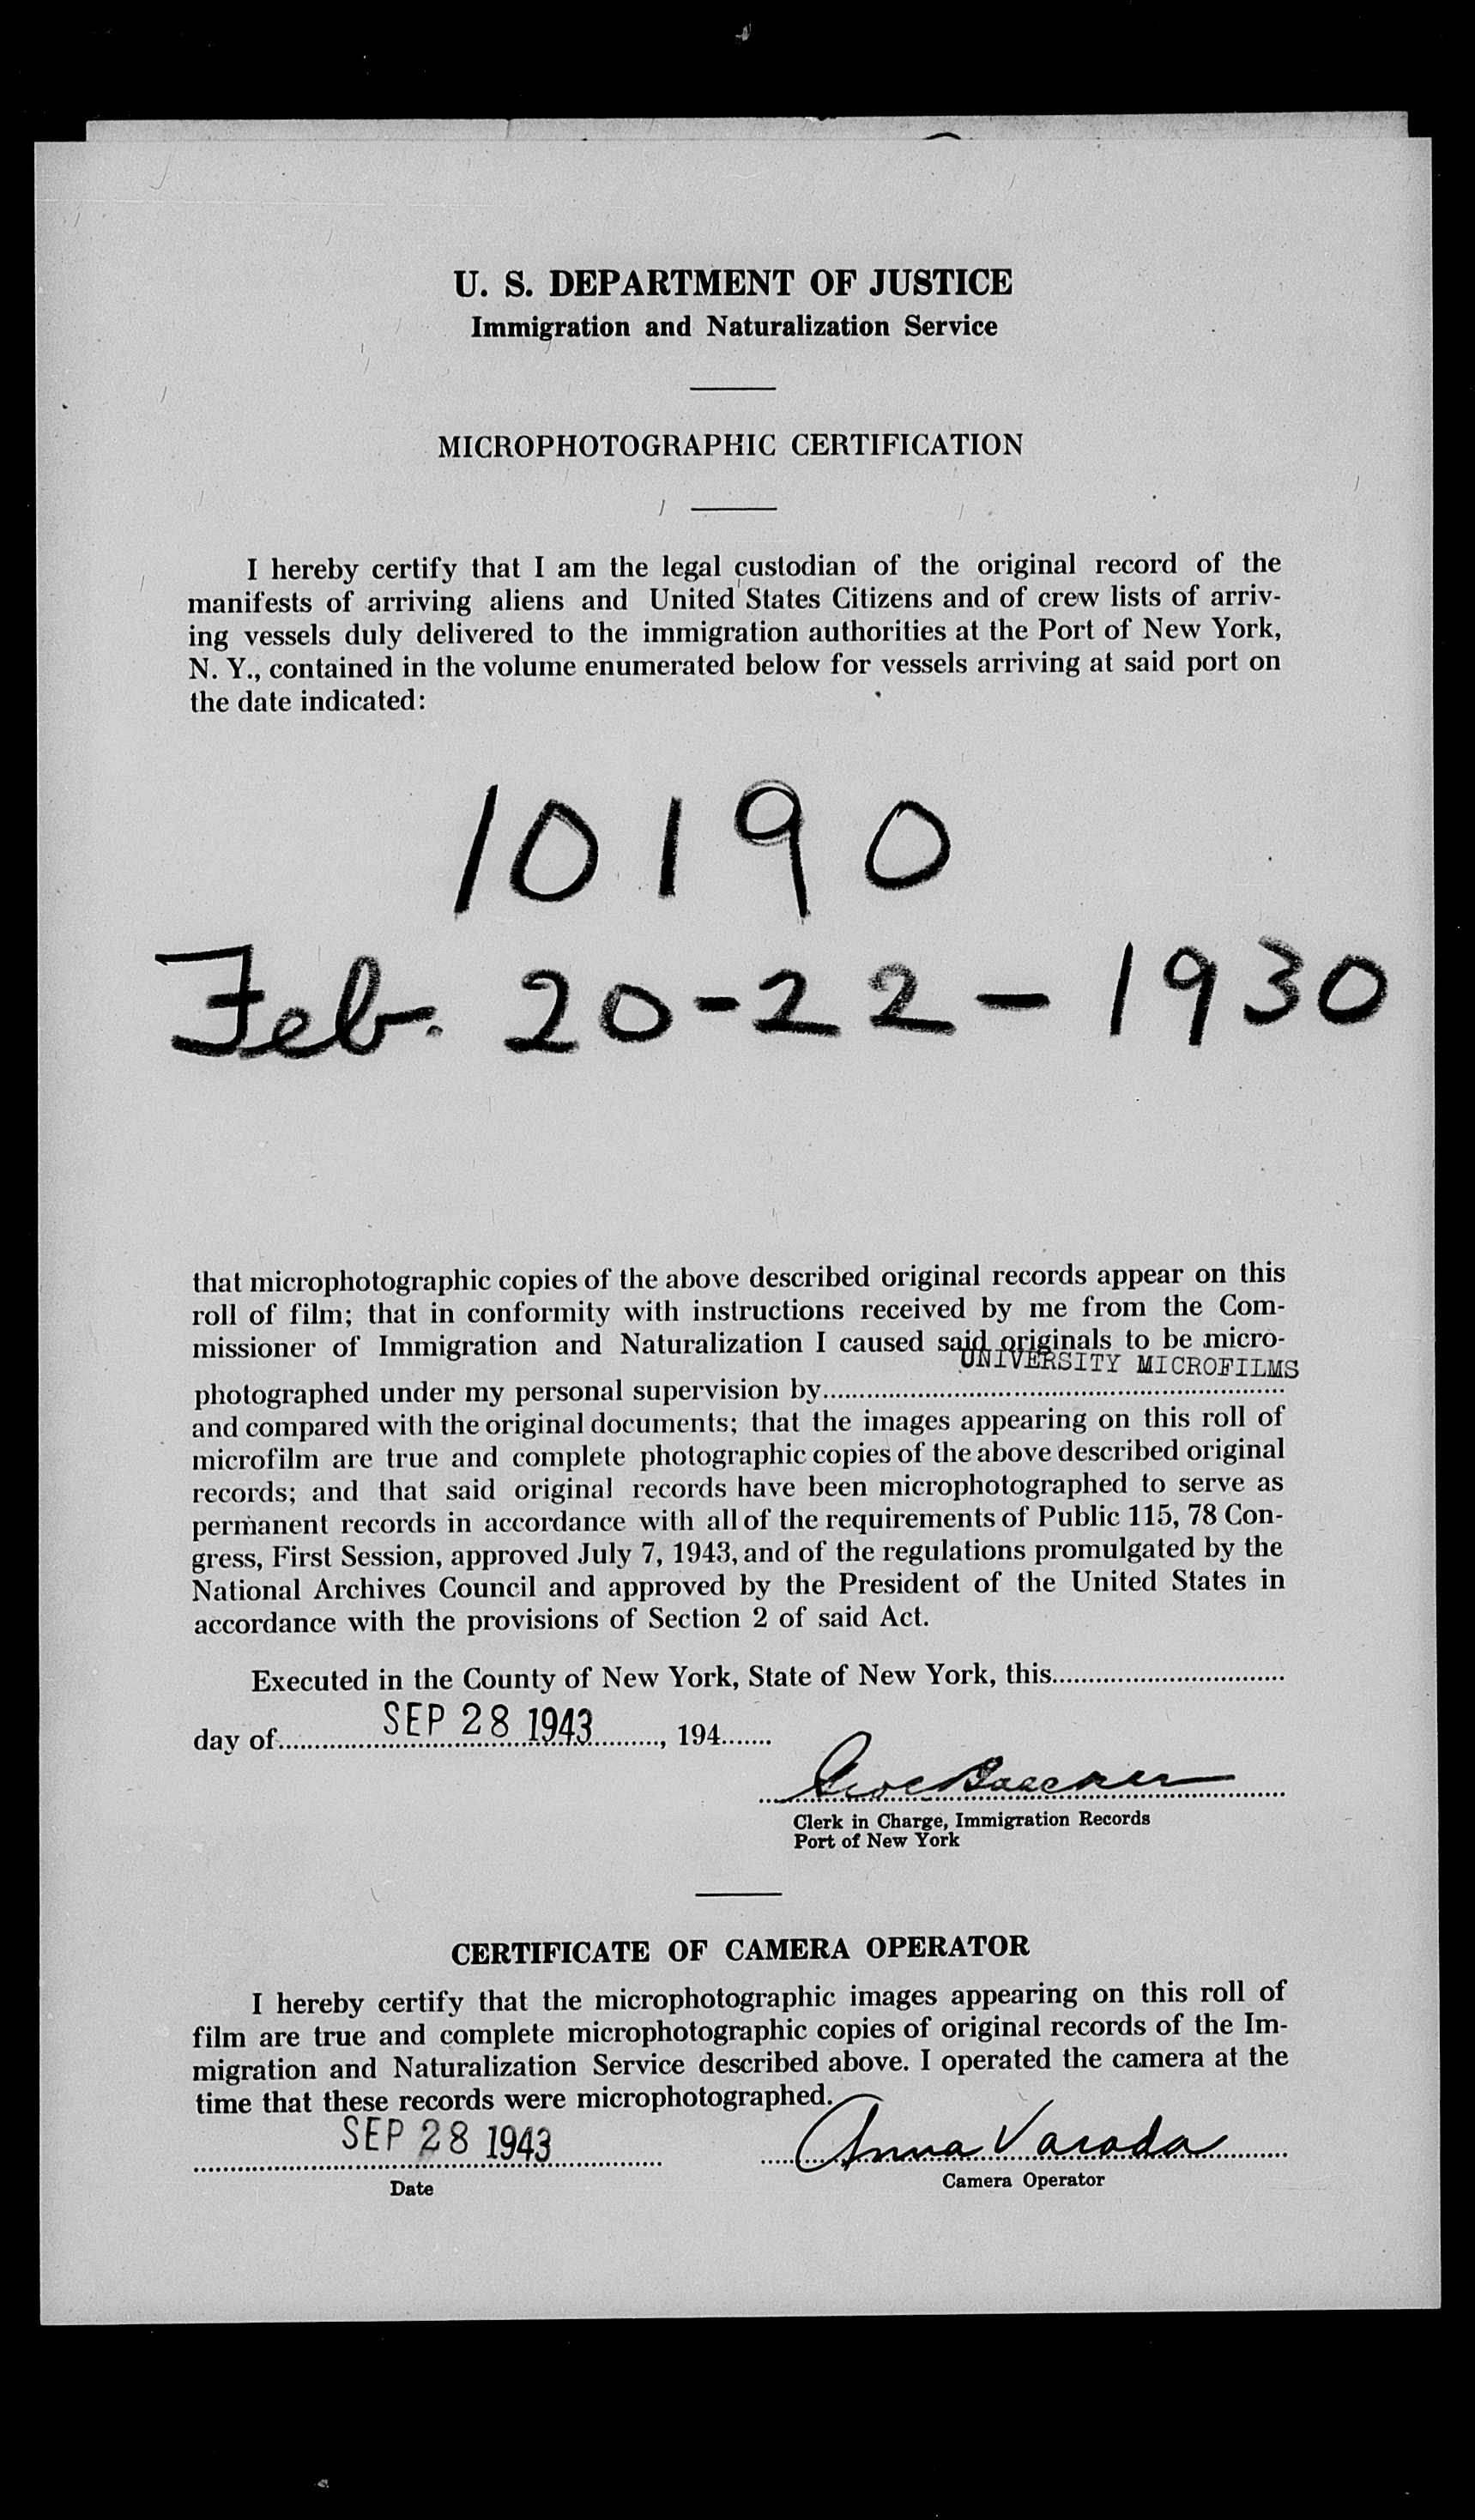 U. S. DEPARTMENT OF JUSTICE
Immigration and Naturalization Service
MICROPHOTOGRAPHIC CERTIFICATION
I hereby certify that I am the legal custodian of the original record of the
manifests of arriving aliens and United States Citizens and of crew lists of arriv-
ing vessels duly delivered to the immigration authorities at the Port of New York,
N. Y., contained in the volume enumerated below for vessels arriving at said port on
the date indicated:
10190
Feb. 20-22-1930
that microphotographic copies of the above described original records appear on this
roll of film; that in conformity with instructions received by me from the Com-
missioner of Immigration and Naturalization I caused said originals to be micro-
UNIVERSITY MICROFILMS
photographed under my personal supervision by
and compared with the original documents; that the images appearing on this roll of
microfilm are true and complete photographic copies of the above described original
records; and that said original records have been microphotographed to serve as
permanent records in accordance with all of the requirements of Public 115, 78 Con-
gress, First Session, approved July 7, 1943, and of the regulations promulgated by the
National Archives Council and approved by the President of the United States in
accordance with the provisions of Section 2 of said Act.
Executed in the County of New York, State of New York, this
day of SEP 28 1943, 194
Clerk in Charge, Immigration Records
Port of New York
CERTIFICATE OF CAMERA OPERATOR
I hereby certify that the microphotographic images appearing on this roll of
film are true and complete microphotographic copies of original records of the Im-
migration and Naturalization Service described above. I operated the camera at the
time that these records were microphotographed.
SEP 28 1943 Anna Varada
Date Camera Operator